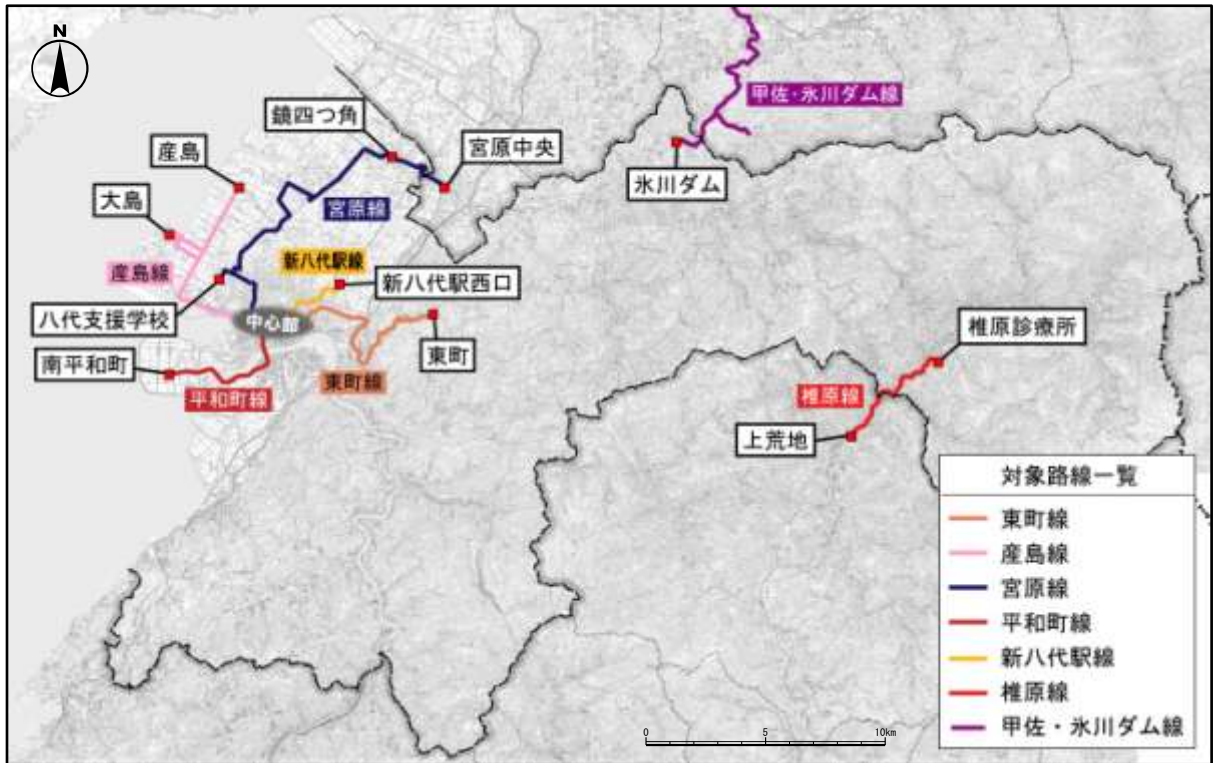 N
甲佐・氷川ダム線
鏡四つ角
産島
宮原中央
氷川ダム
大島
宮原線
新八代駅線
産島線
新八代駅西口
八代支援学校
中心部
椎原診療所
南平和町
東町
東町線
平和町線
椎原線
上荒地
対象路線一覧
東町線
産島線
宮原線
平和町線
新八代駅線
椎原線
甲佐・氷川ダム線
0 5 10km